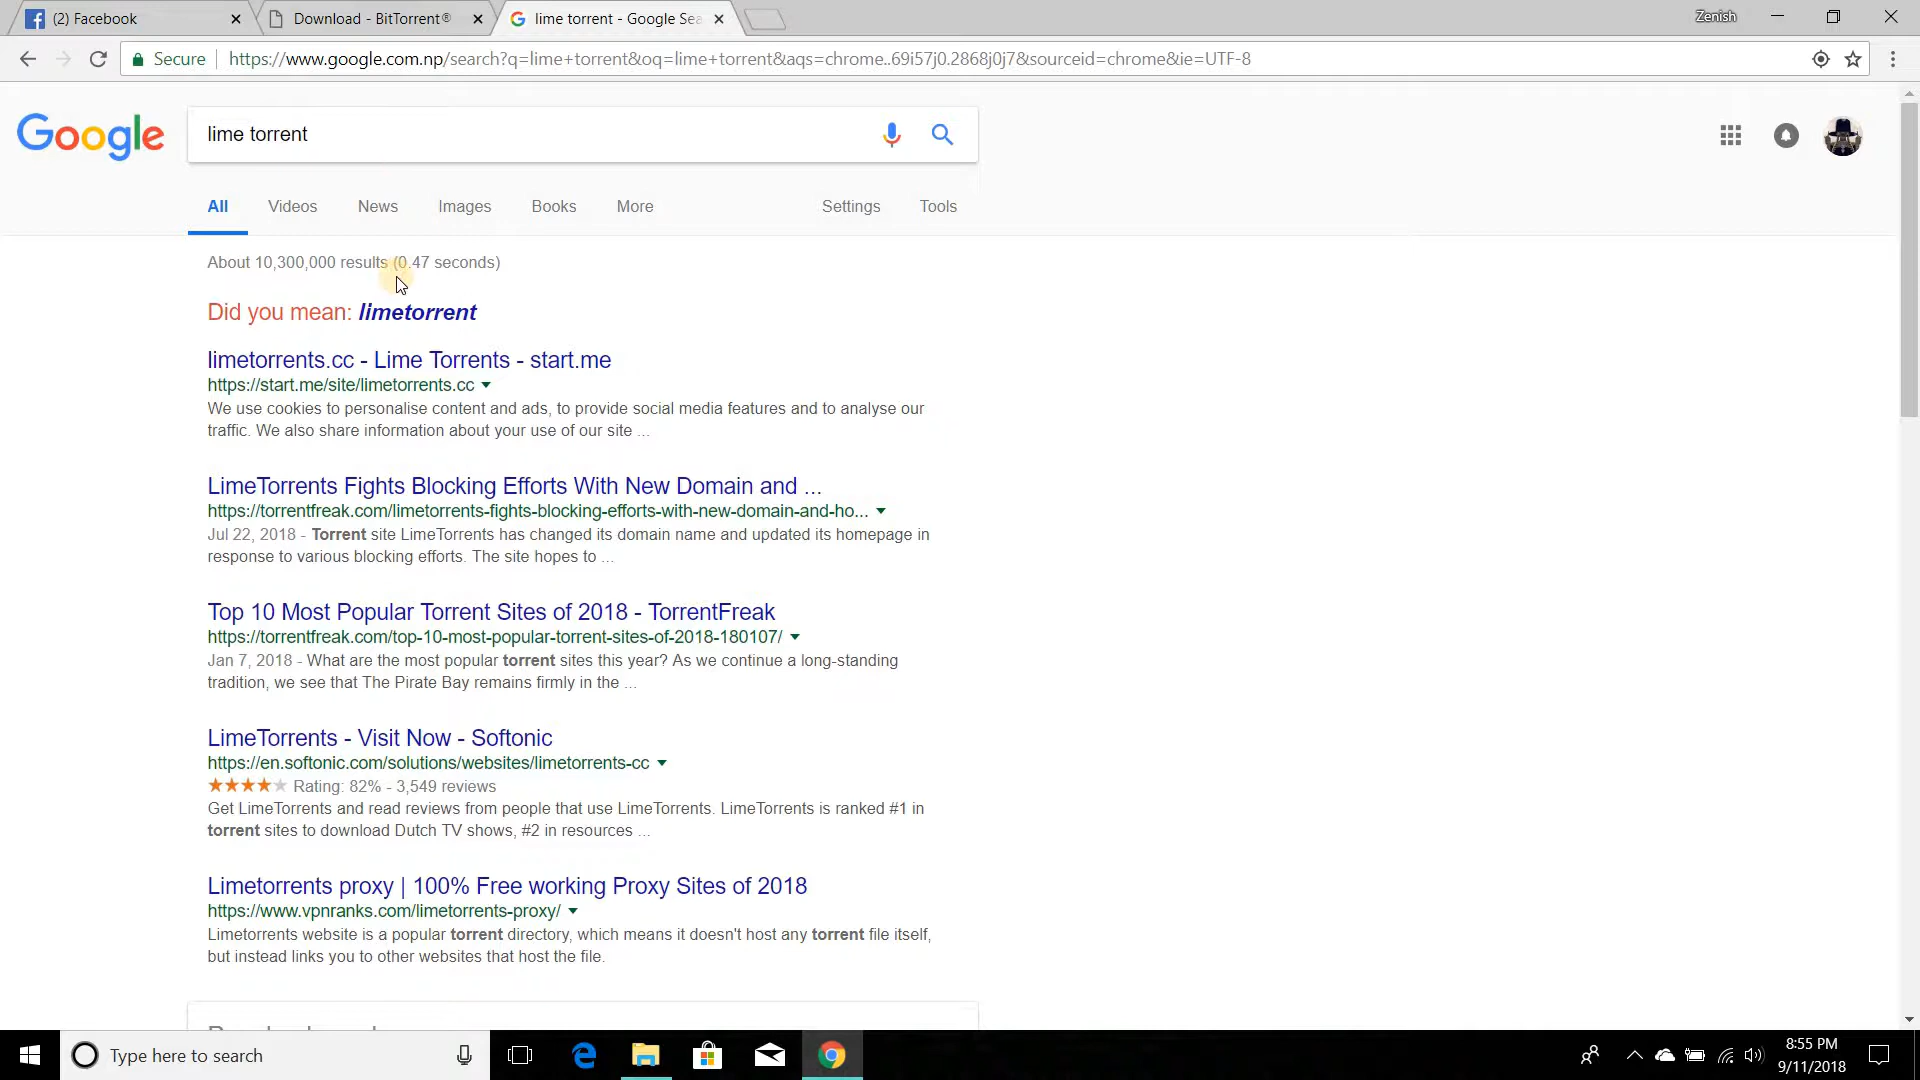 (2) Facebook
Download - BitTorrent®
lime torrent - Google Sea
Zenish
Secure
https://www.google.com.np/search?q=lime+torrent&oq=lime+torrent&aqs=chrome..69i57j0.2868j0j7&sourceid=chrome&ie=UTF-8
Google
lime torrent
All Videos News Images Books More Settings Tools
About 10,300,000 results (0.47 seconds)
Did you mean: limetorrent
limetorrents.cc - Lime Torrents - start.me
https://start.me/site/limetorrents.cc
We use cookies to personalise content and ads, to provide social media features and to analyse our
traffic. We also share information about your use of our site ...
LimeTorrents Fights Blocking Efforts With New Domain and ...
https://torrentfreak.com/limetorrents-fights-blocking-efforts-with-new-domain-and-ho...
Jul 22, 2018 - Torrent site LimeTorrents has changed its domain name and updated its homepage in
response to various blocking efforts. The site hopes to ...
Top 10 Most Popular Torrent Sites of 2018 - TorrentFreak
https://torrentfreak.com/top-10-most-popular-torrent-sites-of-2018-180107/
Jan 7, 2018 - What are the most popular torrent sites this year? As we continue a long-standing
tradition, we see that The Pirate Bay remains firmly in the ...
LimeTorrents - Visit Now - Softonic
https://en.softonic.com/solutions/websites/limetorrents-cc
Rating: 82% - 3,549 reviews
Get LimeTorrents and read reviews from people that use LimeTorrents. LimeTorrents is ranked #1 in
torrent sites to download Dutch TV shows, #2 in resources ...
Limetorrents proxy | 100% Free working Proxy Sites of 2018
https://www.vpnranks.com/limetorrents-proxy/
Limetorrents website is a popular torrent directory, which means it doesn't host any torrent file itself,
but instead links you to other websites that host the file.
Type here to search
8:55 PM
9/11/2018